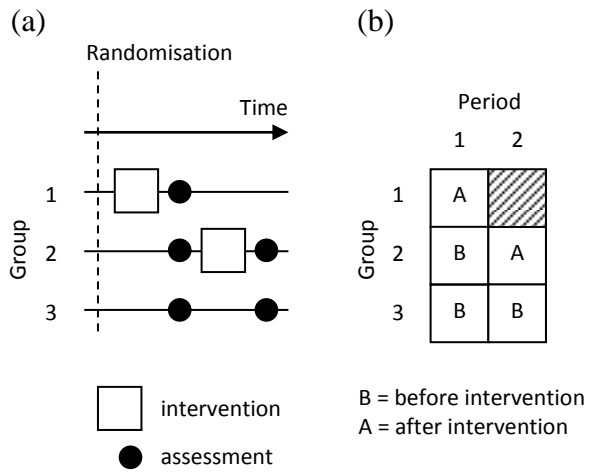 (a)
Randomisation
Time
Group
1
2
3
intervention
assessment
(b)
Period
1 2
Group
1 A
2 B A
3 B B
B = before intervention
A = after intervention